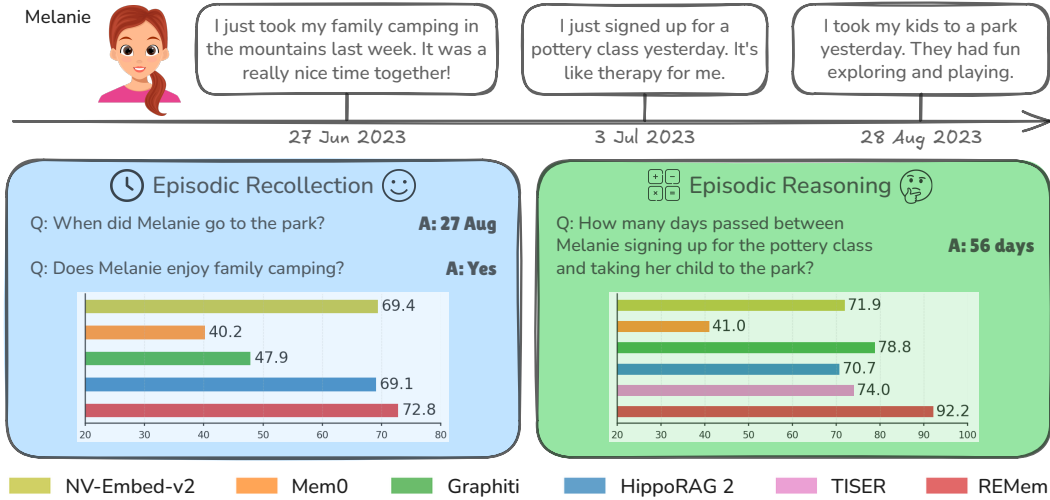 Melanie
I just took my family camping in
the mountains last week. It was a
really nice time together!
I just signed up for a
pottery class yesterday. It's
like therapy for me.
I took my kids to a park
yesterday. They had fun
exploring and playing.
27 Jun 2023
3 Jul 2023
28 Aug 2023
Episodic Recollection
Q: When did Melanie go to the park?
A: 27 Aug
Q: Does Melanie enjoy family camping?
A: Yes
69.4
40.2
47.9
69.1
72.8
20 30 40 50 60 70 80
+ −
× =
Episodic Reasoning
Q: How many days passed between
Melanie signing up for the pottery class
and taking her child to the park?
A: 56 days
71.9
41.0
78.8
70.7
74.0
92.2
20 30 40 50 60 70 80 90 100
NV-Embed-v2 Mem0 Graphiti HippoRAG 2 TISER REMem